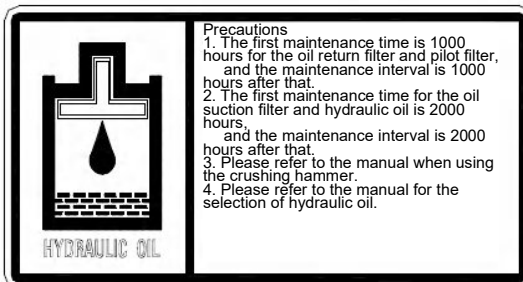 Precautions
1. The first maintenance time is 1000
hours for the oil return filter and pilot filter,
and the maintenance interval is 1000
hours after that.
2. The first maintenance time for the oil
suction filter and hydraulic oil is 2000
hours,
and the maintenance interval is 2000
hours after that.
3. Please refer to the manual when using
the crushing hammer.
4. Please refer to the manual for the
selection of hydraulic oil.
HYDRAULIC OIL